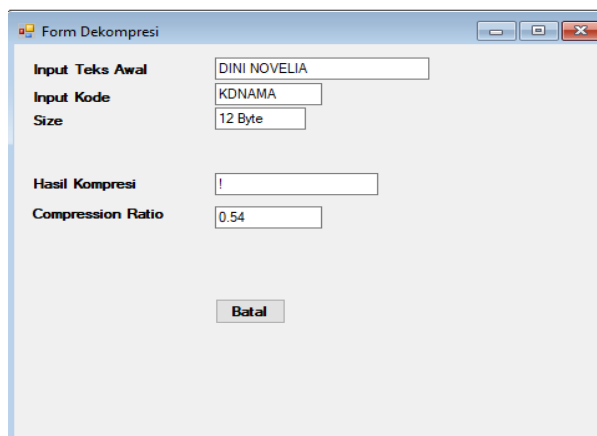 Form Dekompresi
Input Teks Awal DINI NOVELIA
Input Kode KDNAMA
Size 12 Byte
Hasil Kompresi !
Compression Ratio 0.54
Batal